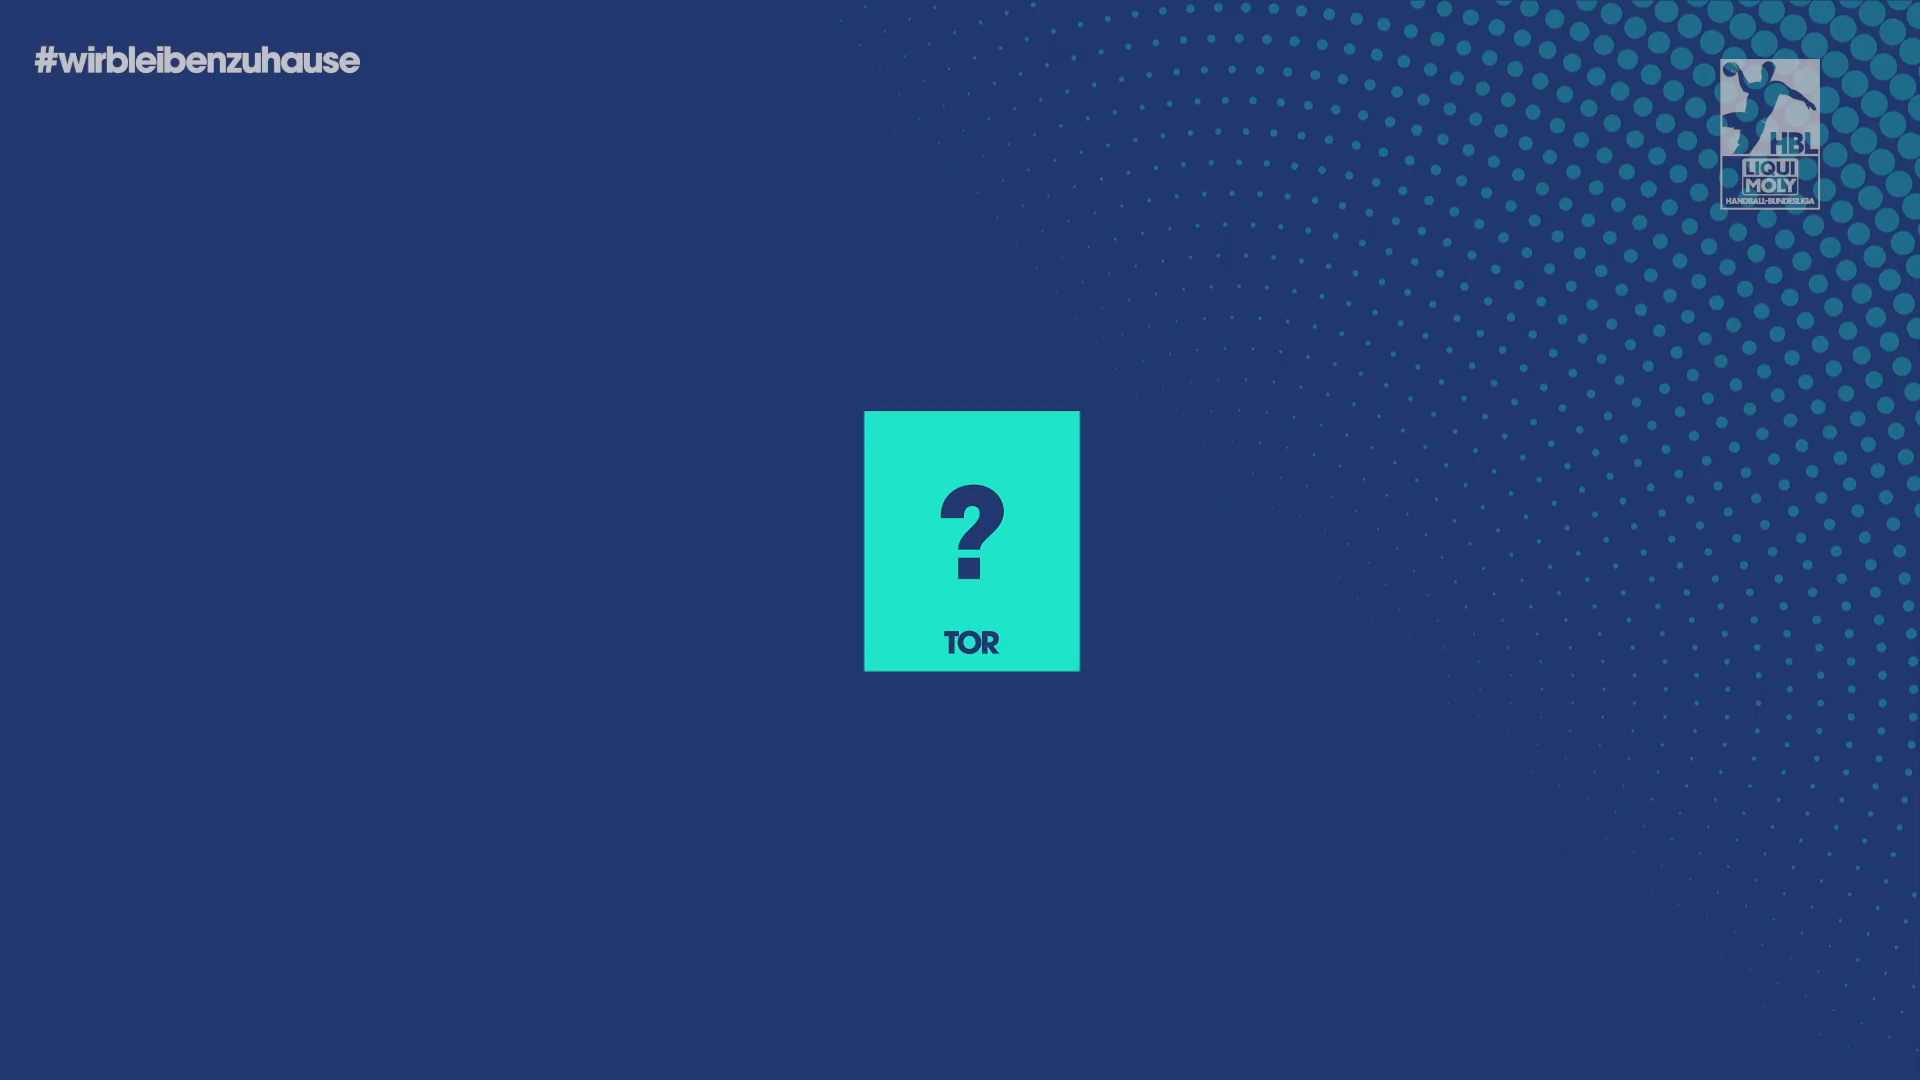 #wirbleibenzuhause
HBL
LIQUI
MOLY
HANDBALL-BUNDESLIGA
?
TOR